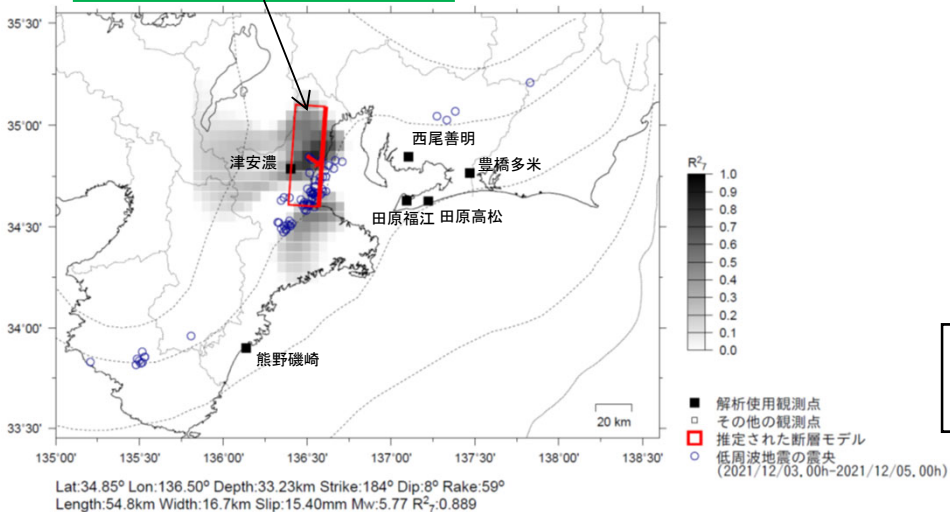 35°30'
35°00'
34°30'
34°00'
33°30'
135°00'
135°30'
136°00'
136°30'
137°00'
137°30'
138°00'
138°30'
津安濃
西尾善明
豊橋多米
田原福江
田原高松
熊野磯崎
20 km
R²₇
1.0
0.9
0.8
0.7
0.6
0.5
0.4
0.3
0.2
0.1
0.0
解析使用観測点
その他の観測点
推定された断層モデル
低周波地震の震央
(2021/12/03.00h-2021/12/05.00h)
Lat:34.85° Lon:136.50° Depth:33.23km Strike:184° Dip:8° Rake:59°
Length:54.8km Width:16.7km Slip:15.40mm Mw:5.77 R²₇:0.889